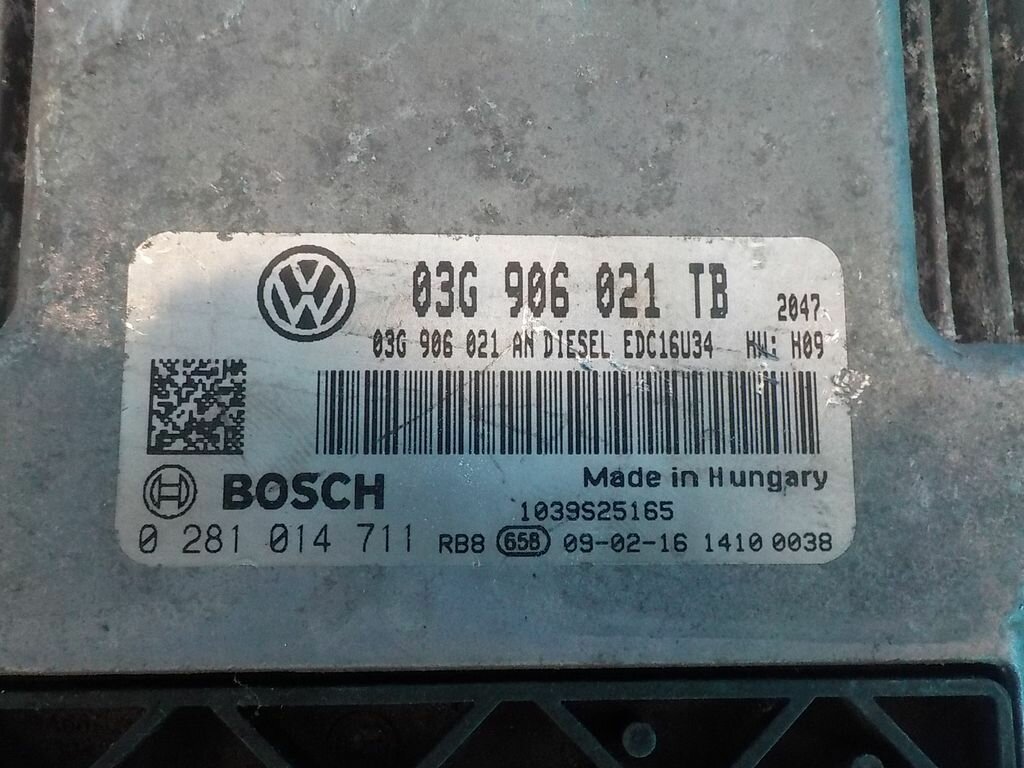 03G 906 021 TB 2047
03G 906 021 AN DIESEL EDC16U34 HW: H09
Made in Hungary
BOSCH
1039S25165
0 281 014 711 RB8 658 09-02-16 1410 0038